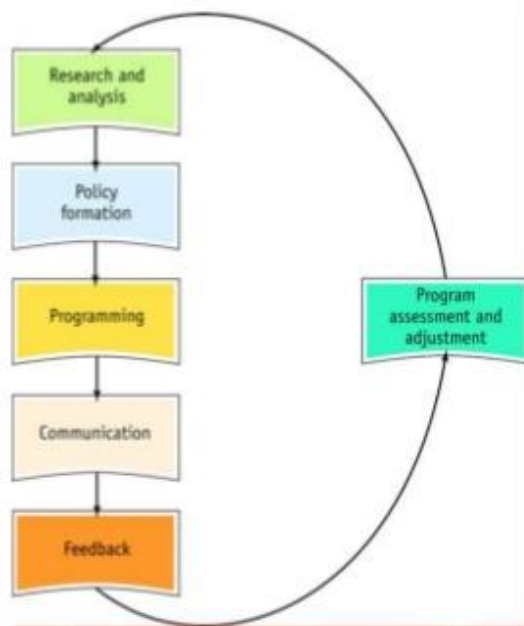 Research and
analysis
Policy
formation
Programming
Communication
Feedback
Program
assessment and
adjustment